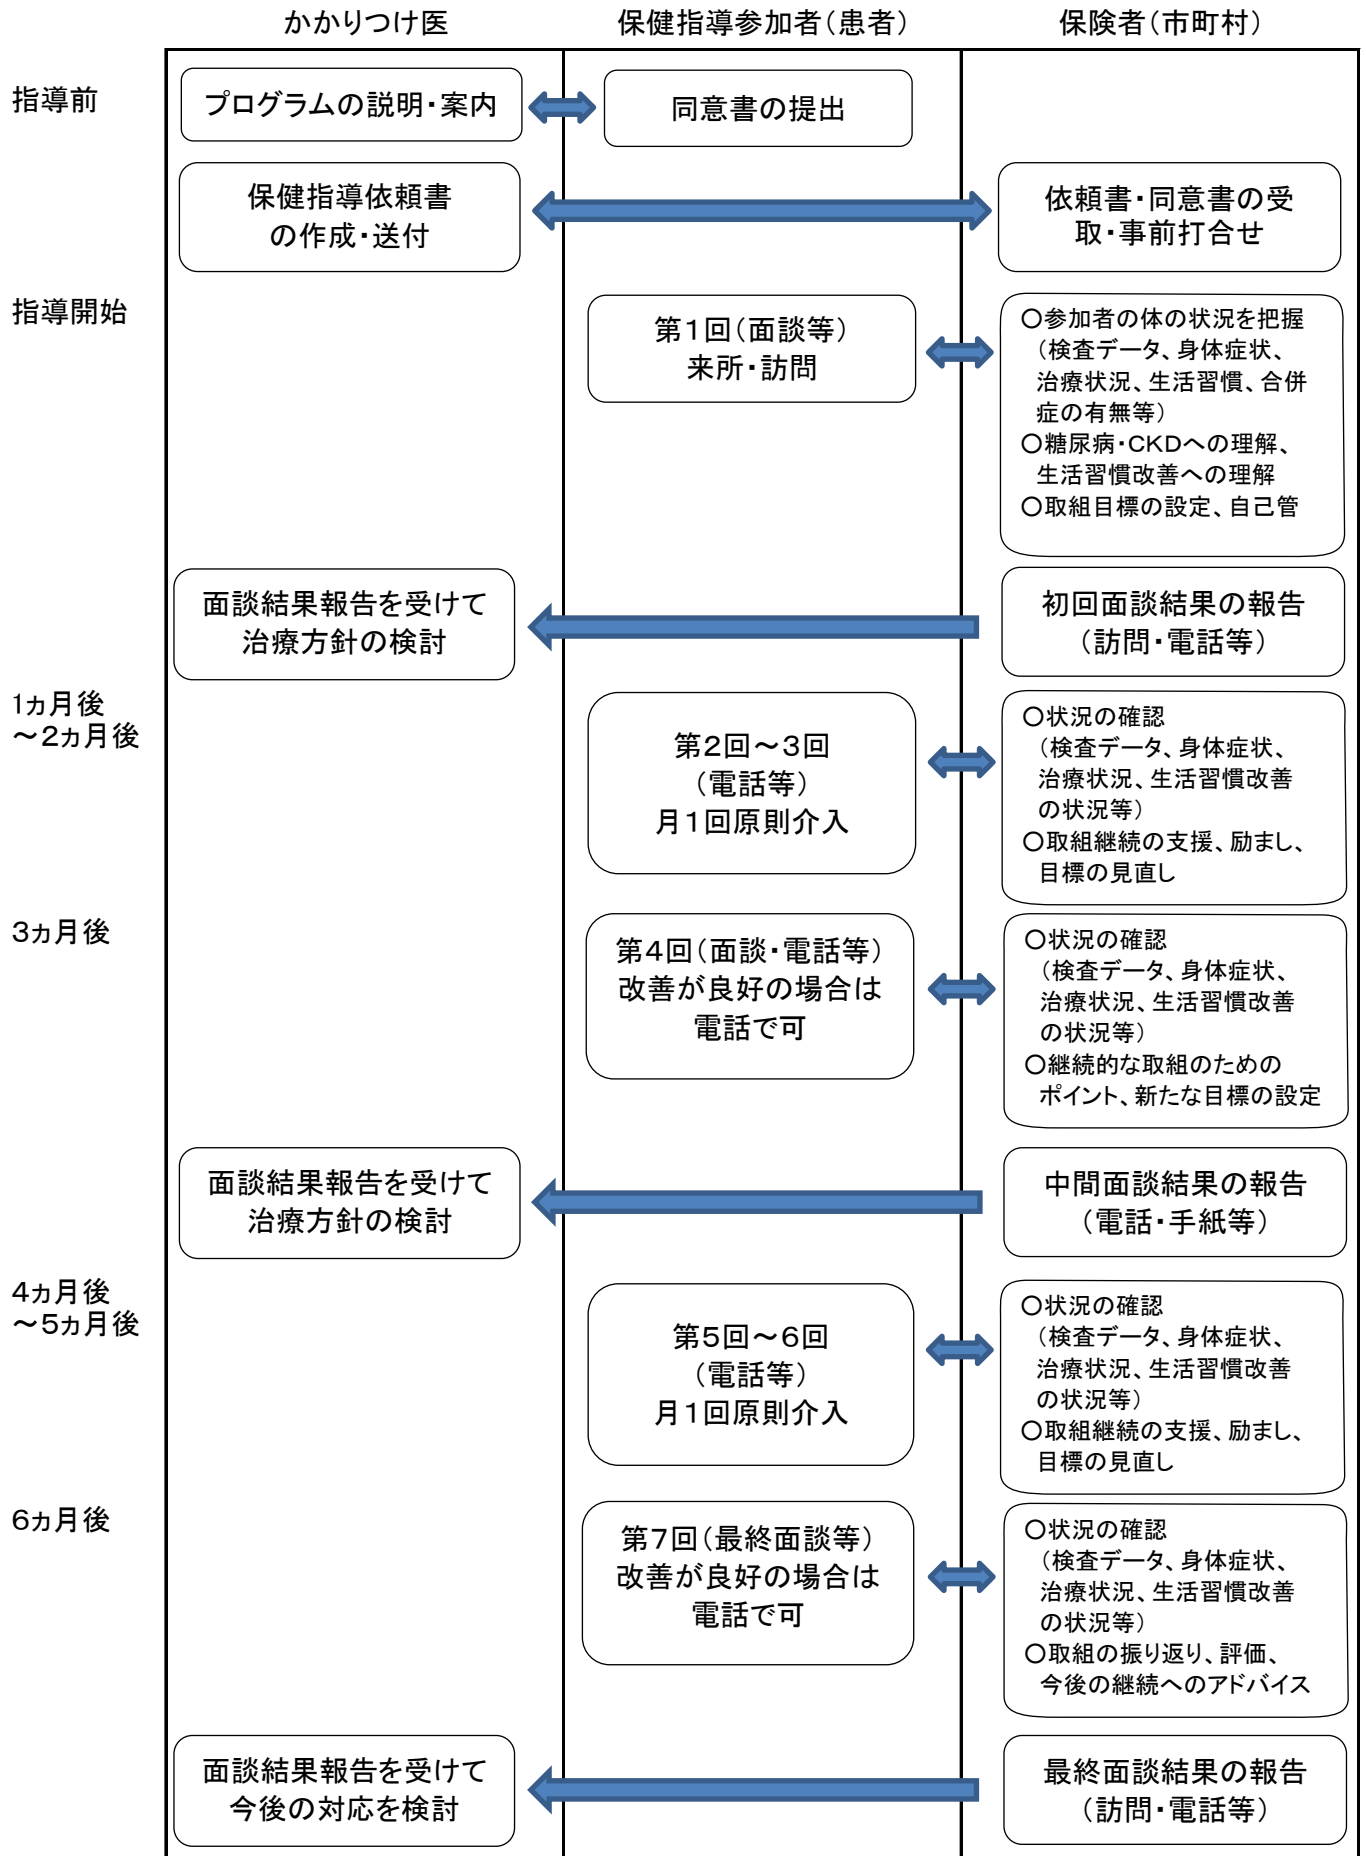 かかりつけ医
保健指導参加者(患者)
保険者(市町村)
指導前
プログラムの説明・案内
同意書の提出
保健指導依頼書
の作成・送付
依頼書・同意書の受
取・事前打合せ
指導開始
第1回(面談等)
来所・訪問
○参加者の体の状況を把握
(検査データ、身体症状、
治療状況、生活習慣、合併
症の有無等)
○糖尿病・CKDへの理解、
生活習慣改善への理解
○取組目標の設定、自己管
面談結果報告を受けて
治療方針の検討
初回面談結果の報告
(訪問・電話等)
1ヵ月後
~2ヵ月後
第2回~3回
(電話等)
月1回原則介入
○状況の確認
(検査データ、身体症状、
治療状況、生活習慣改善
の状況等)
○取組継続の支援、励まし、
目標の見直し
3ヵ月後
第4回(面談・電話等)
改善が良好の場合は
電話で可
○状況の確認
(検査データ、身体症状、
治療状況、生活習慣改善
の状況等)
○継続的な取組のための
ポイント、新たな目標の設定
面談結果報告を受けて
治療方針の検討
中間面談結果の報告
(電話・手紙等)
4ヵ月後
~5ヵ月後
第5回~6回
(電話等)
月1回原則介入
○状況の確認
(検査データ、身体症状、
治療状況、生活習慣改善
の状況等)
○取組継続の支援、励まし、
目標の見直し
6ヵ月後
第7回(最終面談等)
改善が良好の場合は
電話で可
○状況の確認
(検査データ、身体症状、
治療状況、生活習慣改善
の状況等)
○取組の振り返り、評価、
今後の継続へのアドバイス
面談結果報告を受けて
今後の対応を検討
最終面談結果の報告
(訪問・電話等)